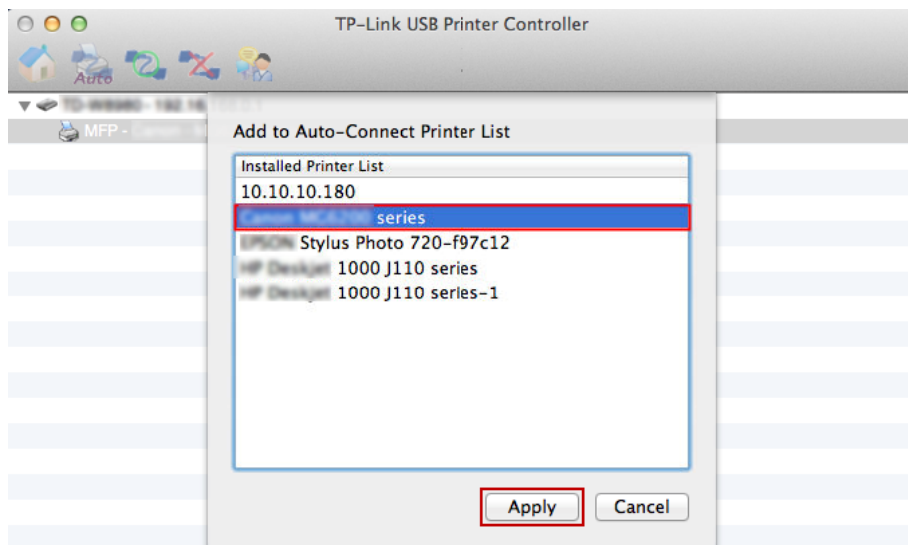 TP-Link USB Printer Controller
Auto
MFP -
Add to Auto-Connect Printer List
Installed Printer List
10.10.10.180
series
Stylus Photo 720-f97c12
1000 J110 series
1000 J110 series-1
Apply Cancel